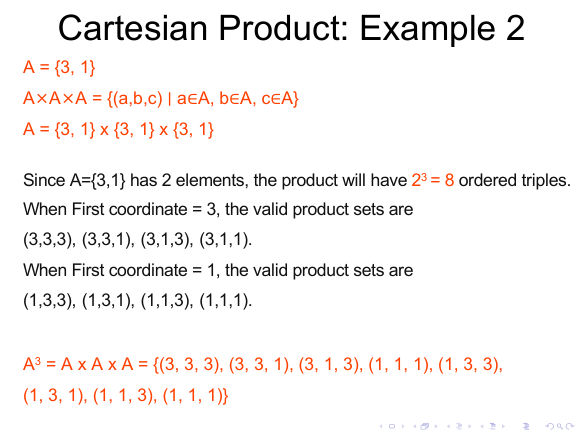 Cartesian Product: Example 2
A = {3, 1}
A×A×A = {(a,b,c) | a∈A, b∈A, c∈A}
A = {3, 1} x {3, 1} x {3, 1}
Since A={3,1} has 2 elements, the product will have 2³ = 8 ordered triples.
When First coordinate = 3, the valid product sets are
(3,3,3), (3,3,1), (3,1,3), (3,1,1).
When First coordinate = 1, the valid product sets are
(1,3,3), (1,3,1), (1,1,3), (1,1,1).
A³ = A x A x A = {(3, 3, 3), (3, 3, 1), (3, 1, 3), (1, 1, 1), (1, 3, 3),
(1, 3, 1), (1, 1, 3), (1, 1, 1)}